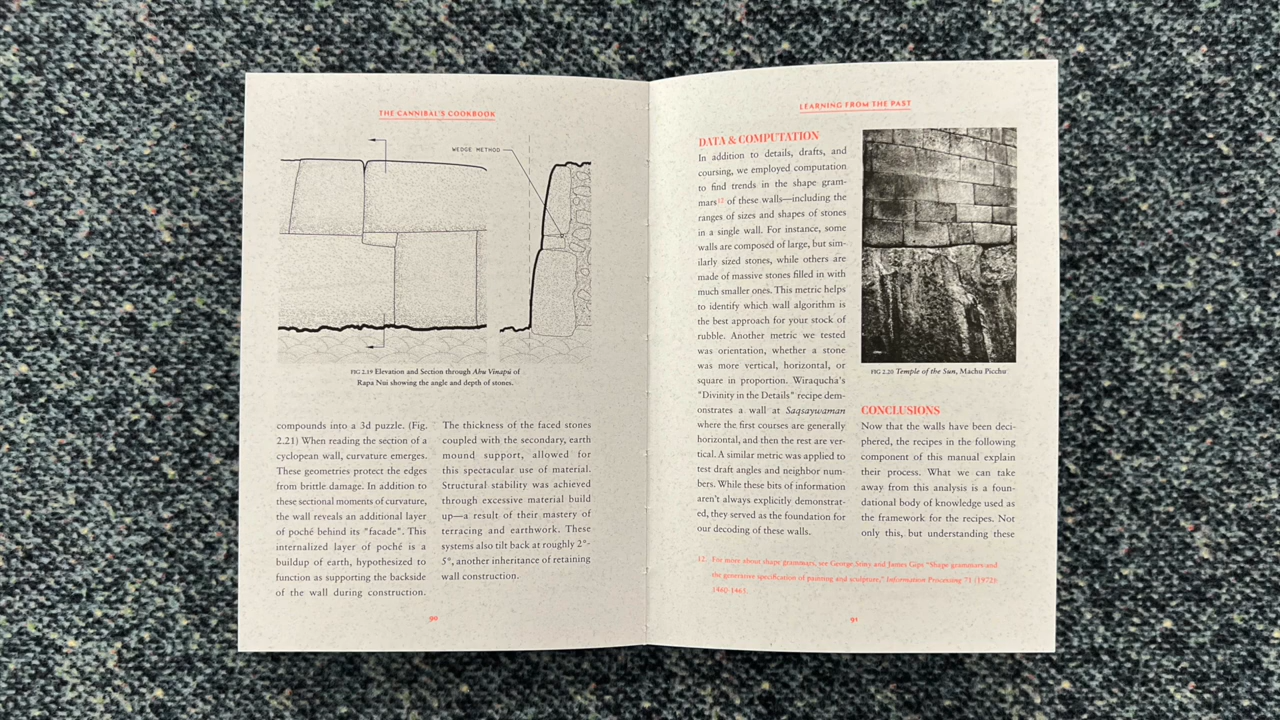 THE CANNIBAL'S COOKBOOK
WEDGE METHOD
FIG 2.19 Elevation and Section through Ahu Vinapú of
Rapa Nui showing the angle and depth of stones.
compounds into a 3d puzzle. (Fig.
2.21) When reading the section of a
cyclopean wall, curvature emerges.
These geometries protect the edges
from brittle damage. In addition to
these sectional moments of curvature,
the wall reveals an additional layer
of poché behind its "facade". This
internalized layer of poché is a
buildup of earth, hypothesized to
function as supporting the backside
of the wall during construction.
The thickness of the faced stones
coupled with the secondary, earth
mound support, allowed for
this spectacular use of material.
Structural stability was achieved
through excessive material build
up—a result of their mastery of
terracing and earthwork. These
systems also tilt back at roughly 2°-
5°, another inheritance of retaining
wall construction.
90
LEARNING FROM THE PAST
DATA & COMPUTATION
In addition to details, drafts, and
coursing, we employed computation
to find trends in the shape gram-
mars12 of these walls—including the
ranges of sizes and shapes of stones
in a single wall. For instance, some
walls are composed of large, but sim-
ilarly sized stones, while others are
made of massive stones filled in with
much smaller ones. This metric helps
to identify which wall algorithm is
the best approach for your stock of
rubble. Another metric we tested
was orientation, whether a stone
was more vertical, horizontal, or
square in proportion. Wiraqucha's
"Divinity in the Details" recipe dem-
onstrates a wall at Saqsaywaman
where the first courses are generally
horizontal, and then the rest are ver-
tical. A similar metric was applied to
test draft angles and neighbor num-
bers. While these bits of information
aren't always explicitly demonstrat-
ed, they served as the foundation for
our decoding of these walls.
FIG 2.20 Temple of the Sun, Machu Picchu
CONCLUSIONS
Now that the walls have been deci-
phered, the recipes in the following
component of this manual explain
their process. What we can take
away from this analysis is a foun-
dational body of knowledge used as
the framework for the recipes. Not
only this, but understanding these
12. For more about shape grammars, see George Stiny and James Gips "Shape grammars and
the generative specification of painting and sculpture," Information Processing 71 (1972):
1460-1465.
91